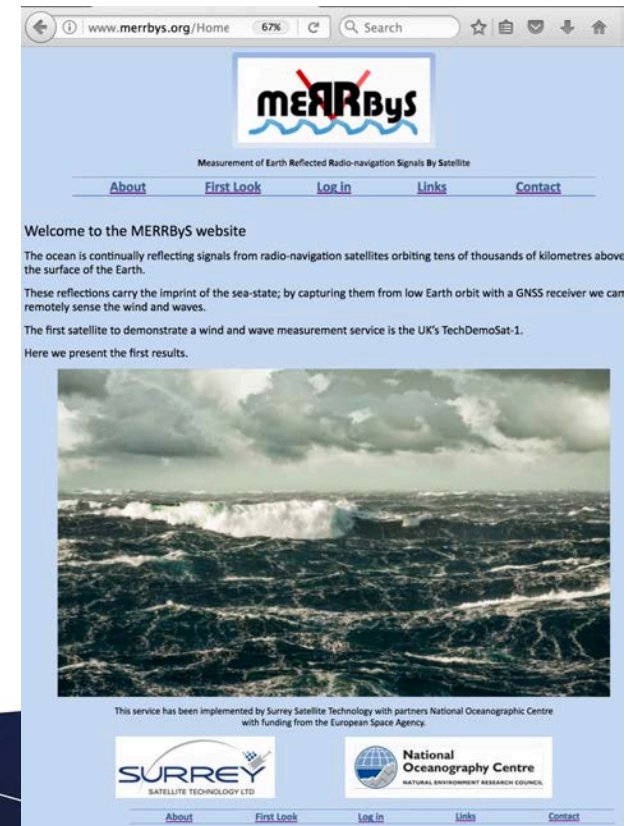 www.merrbys.org/Home 67% Search
meRRByS
Measurement of Earth Reflected Radio-navigation Signals By Satellite
About First Look Log in Links Contact
Welcome to the MERRByS website
The ocean is continually reflecting signals from radio-navigation satellites orbiting tens of thousands of kilometres above
the surface of the Earth.
These reflections carry the imprint of the sea-state; by capturing them from low Earth orbit with a GNSS receiver we can
remotely sense the wind and waves.
The first satellite to demonstrate a wind and wave measurement service is the UK's TechDemoSat-1.
Here we present the first results.
This service has been implemented by Surrey Satellite Technology with partners National Oceanographic Centre
with funding from the European Space Agency.
SURREY
SATELLITE TECHNOLOGY LTD
National
Oceanography Centre
NATURAL ENVIRONMENT RESEARCH COUNCIL
About First Look Log in Links Contact